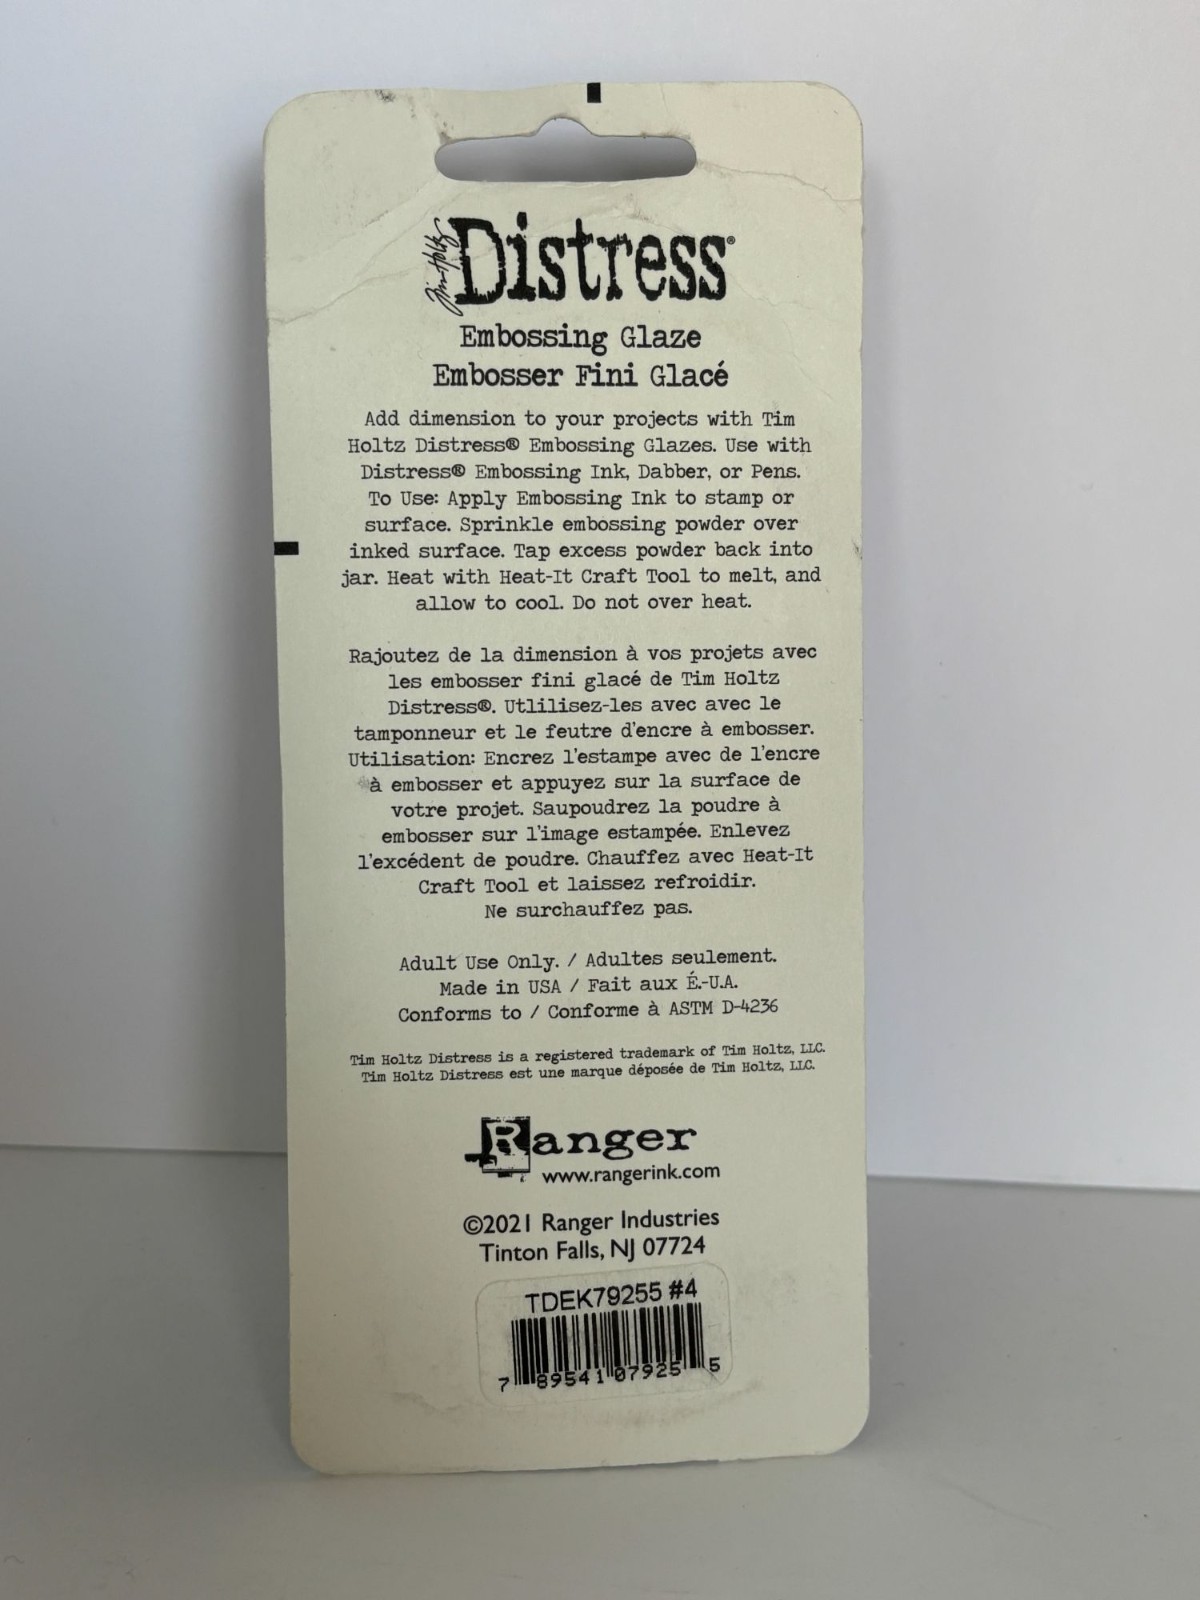 Tim Holtz Distress®
Embossing Glaze
Embosser Fini Glacé
Add dimension to your projects with Tim
Holtz Distress® Embossing Glazes. Use with
Distress® Embossing Ink, Dabber, or Pens.
To Use: Apply Embossing Ink to stamp or
surface. Sprinkle embossing powder over
inked surface. Tap excess powder back into
jar. Heat with Heat-It Craft Tool to melt, and
allow to cool. Do not over heat.
Rajoutez de la dimension à vos projets avec
les embosser fini glacé de Tim Holtz
Distress®. Utlilisez-les avec avec le
tamponneur et le feutre d'encre à embosser.
Utilisation: Encrez l'estampe avec de l'encre
à embosser et appuyez sur la surface de
votre projet. Saupoudrez la poudre à
embosser sur l'image estampée. Enlevez
l'excédent de poudre. Chauffez avec Heat-It
Craft Tool et laissez refroidir.
Ne surchauffez pas.
Adult Use Only. / Adultes seulement.
Made in USA / Fait aux É.-U.A.
Conforms to / Conforme à ASTM D-4236
Tim Holtz Distress is a registered trademark of Tim Holtz, LLC.
Tim Holtz Distress est une marque déposée de Tim Holtz, LLC.
Ranger
www.rangerink.com
©2021 Ranger Industries
Tinton Falls, NJ 07724
TDEK79255 #4
7 89541 07925 5